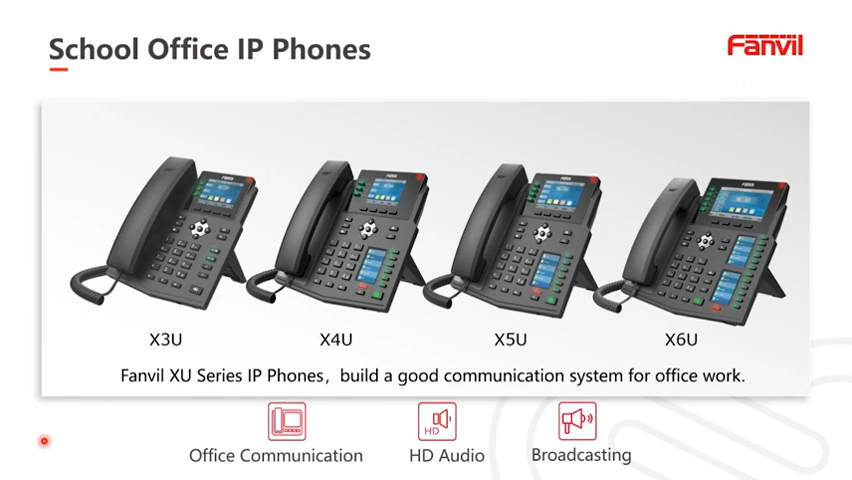 School Office IP Phones
Fanvil
X3U
X4U
X5U
X6U
Fanvil XU Series IP Phones, build a good communication system for office work.
HD
Office Communication
HD Audio
Broadcasting